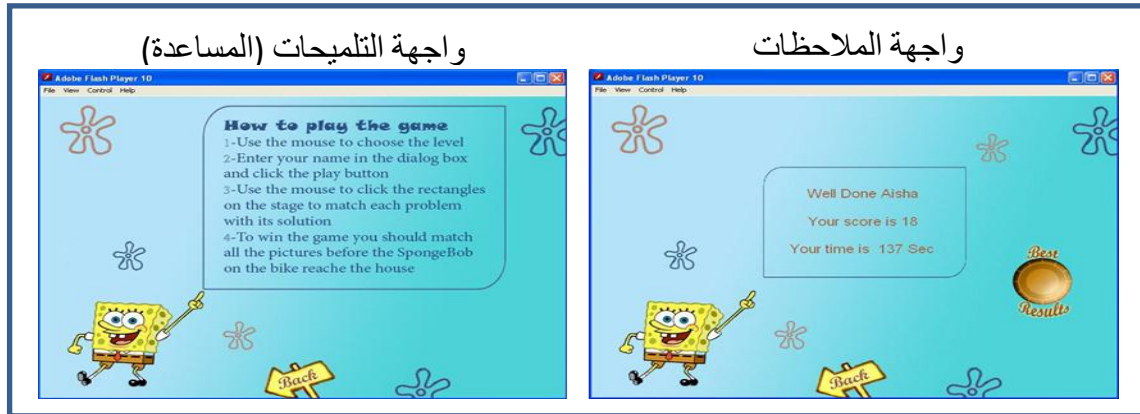 واجهة الملاحظات
واجهة التلميحات (المساعدة)
Adobe Flash Player 10
File View Control Help
How to play the game
1-Use the mouse to choose the level
2-Enter your name in the dialog box
and click the play button
3-Use the mouse to click the rectangles
on the stage to match each problem
with its solution
4-To win the game you should match
all the pictures before the SpongeBob
on the bike reache the house
Back
Adobe Flash Player 10
File View Control Help
Well Done Aisha
Your score is 18
Your time is 137 Sec
Best
Results
Back